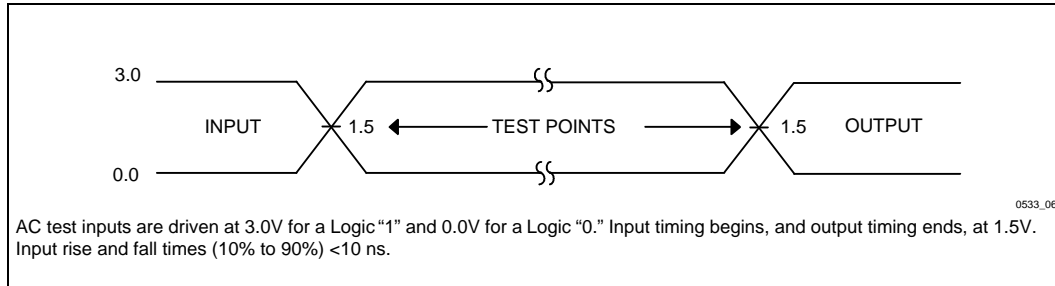 3.0
INPUT 1.5 TEST POINTS 1.5 OUTPUT
0.0
0533_06
AC test inputs are driven at 3.0V for a Logic “1” and 0.0V for a Logic “0.” Input timing begins, and output timing ends, at 1.5V.
Input rise and fall times (10% to 90%) <10 ns.